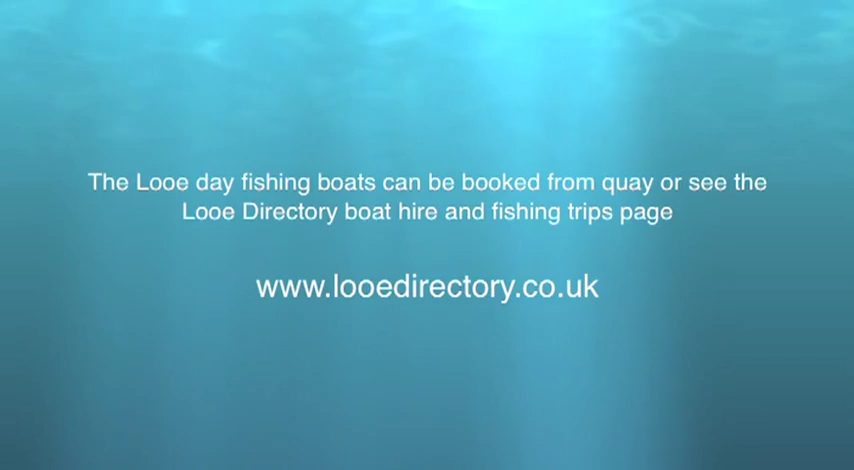 The Looe day fishing boats can be booked from quay or see the
Looe Directory boat hire and fishing trips page
www.looedirectory.co.uk